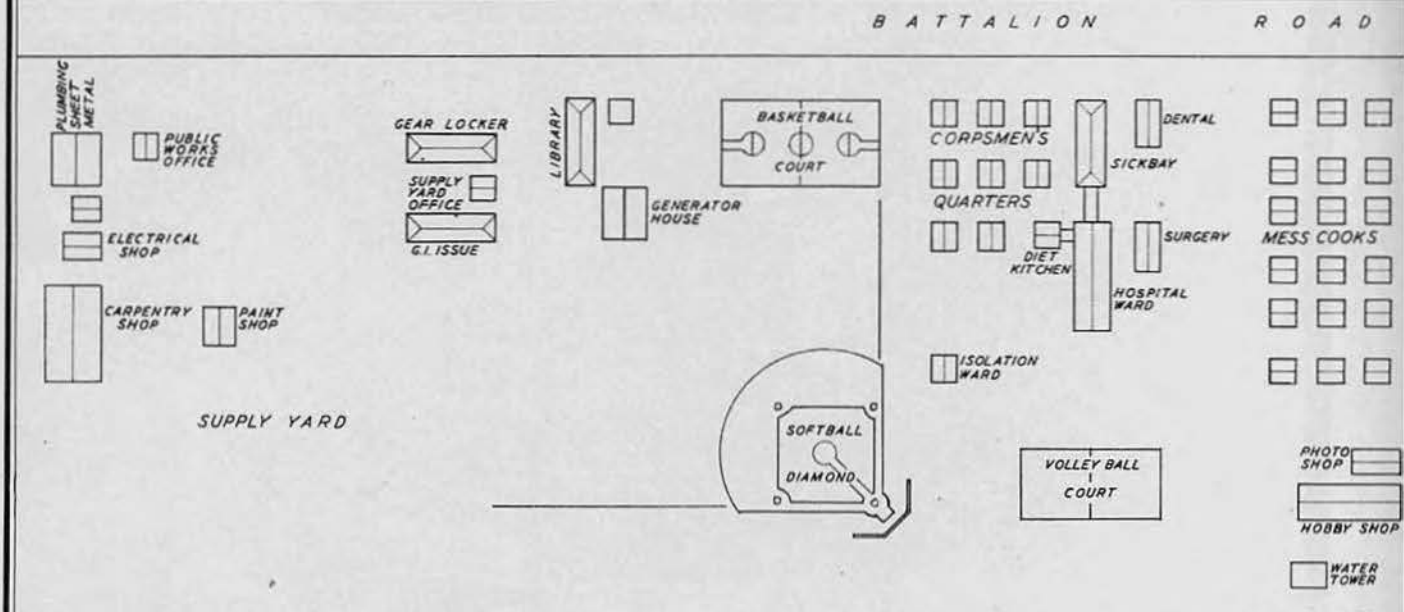 BATTALION ROAD
PLUMBING
SHEET
METAL
PUBLIC
WORKS
OFFICE
ELECTRICAL
SHOP
CARPENTRY
SHOP
PAINT
SHOP
SUPPLY YARD
GEAR LOCKER
SUPPLY
YARD
OFFICE
G.I. ISSUE
LIBRARY
GENERATOR
HOUSE
BASKETBALL
COURT
SOFTBALL
DIAMOND
CORPSMEN'S
QUARTERS
SICKBAY
DENTAL
SURGERY
DIET
KITCHEN
HOSPITAL
WARD
ISOLATION
WARD
VOLLEY BALL
COURT
MESS COOKS
PHOTO
SHOP
HOBBY SHOP
WATER
TOWER